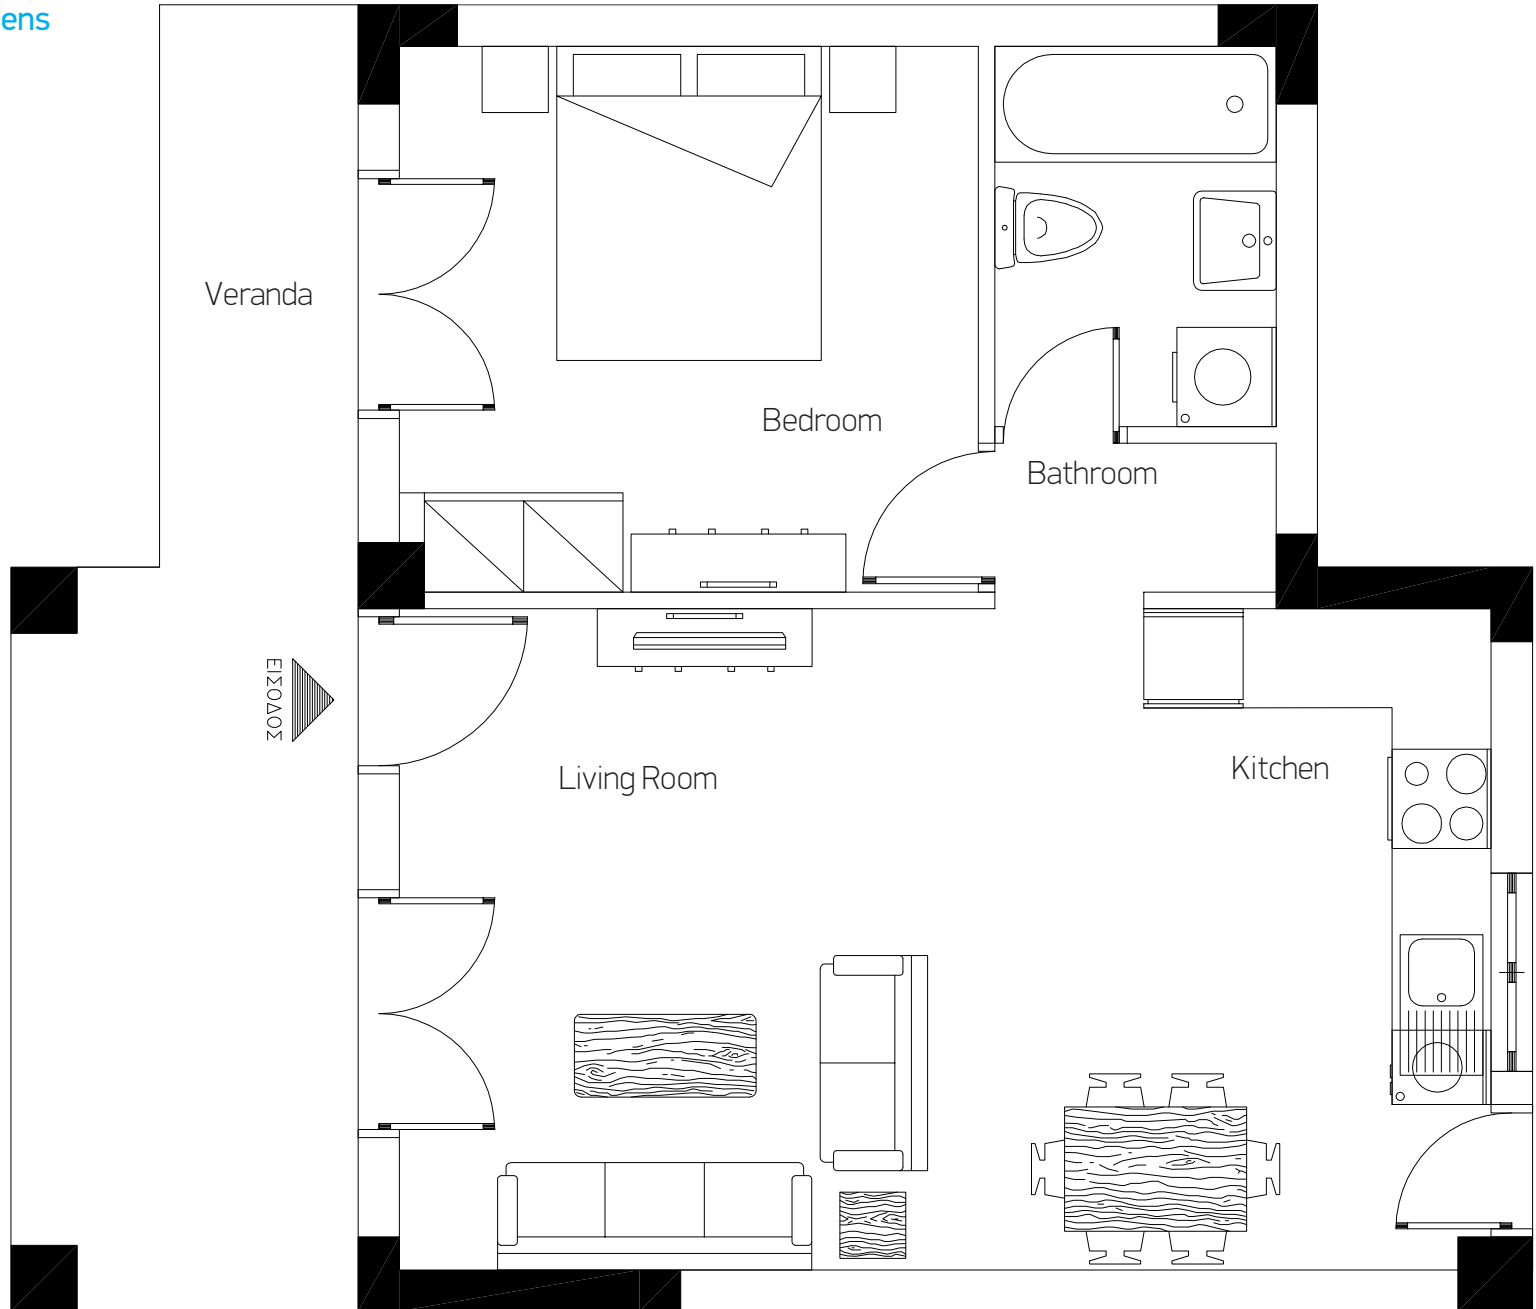 ens
Veranda
Bedroom
Bathroom
ΕΙΣΟΔΟΣ
Living Room
Kitchen